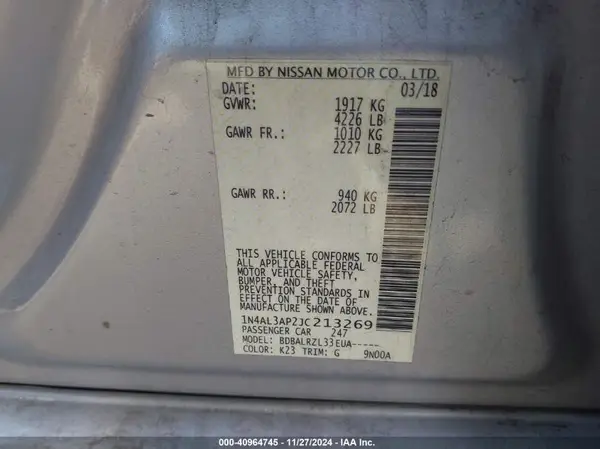 MFD BY NISSAN MOTOR CO., LTD.
DATE: 03/18
GVWR: 1917 KG
4226 LB
GAWR FR.: 1010 KG
2227 LB
GAWR RR.: 940 KG
2072 LB
THIS VEHICLE CONFORMS TO
ALL APPLICABLE FEDERAL
MOTOR VEHICLE SAFETY,
BUMPER, AND THEFT
PREVENTION STANDARDS IN
EFFECT ON THE DATE OF
MANUFACTURE SHOWN ABOVE.
1N4AL3AP2JC213269
PASSENGER CAR 247
MODEL: BDBALRZL33EUA-----
COLOR: K23 TRIM: G 9N00A
000-40964745 | 11/27/2024 | IAA Inc.